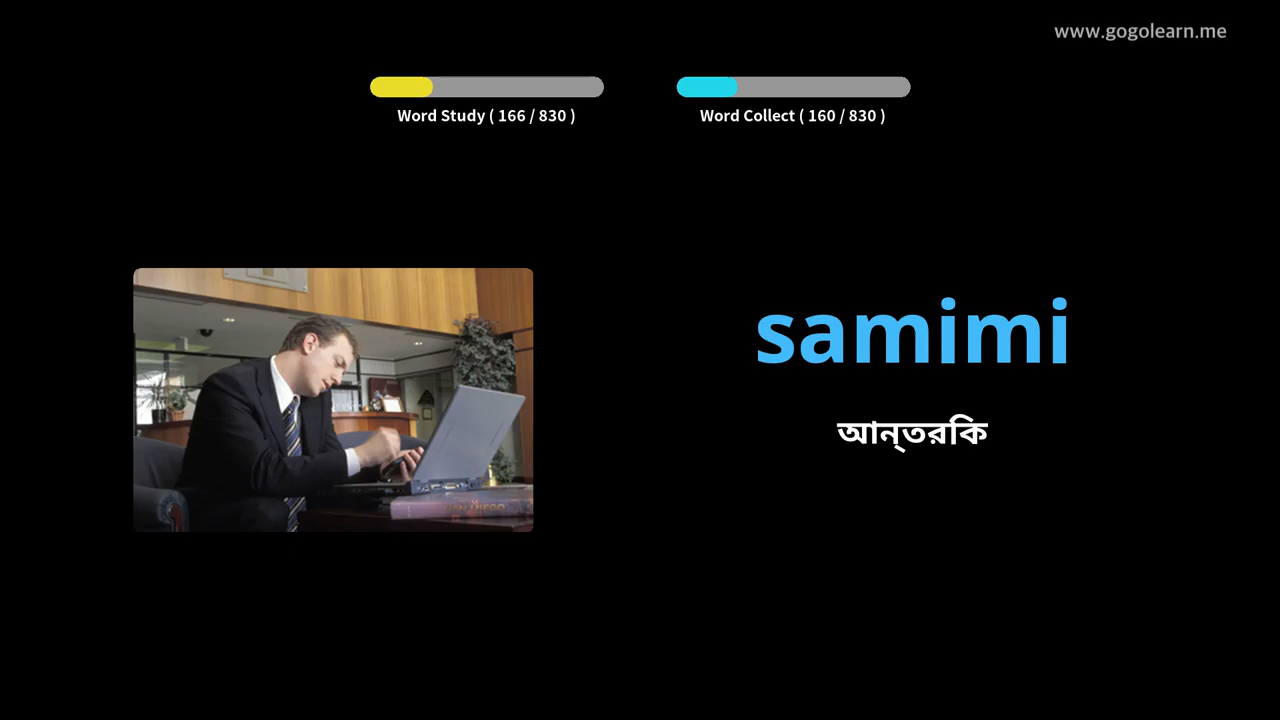 www.gogolearn.me
Word Study ( 166 / 830 )
Word Collect ( 160 / 830 )
samimi
আন্তরিক